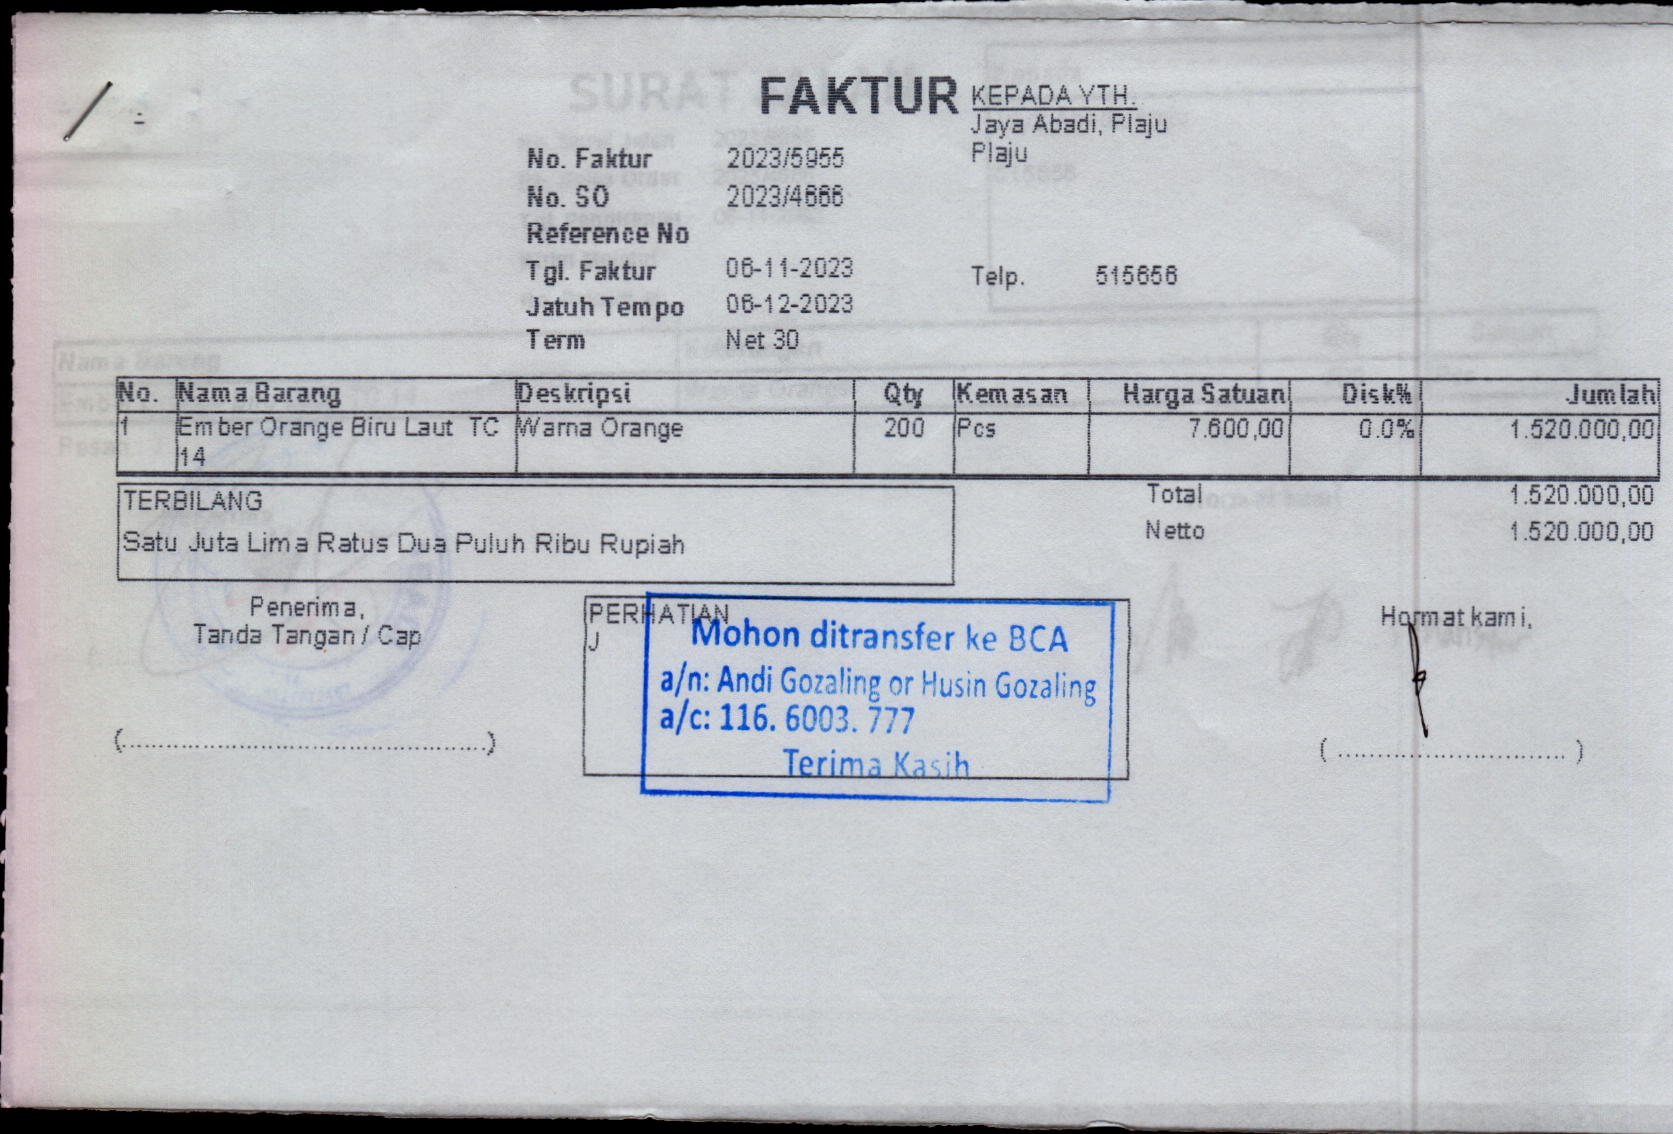 FAKTUR
KEPADA YTH.
Jaya Abadi, Plaju
Plaju
No. Faktur 2023/5955
No. SO 2023/4666
Reference No
Tgl. Faktur 06-11-2023
Telp. 515656
Jatuh Tempo 06-12-2023
Term Net 30
No. Nama Barang Deskripsi Qty Kemasan Harga Satuan Disk% Jumlah
1 Ember Orange Biru Laut TC Warna Orange 200 Pcs 7.600,00 0.0% 1.520.000,00
14
TERBILANG
Satu Juta Lima Ratus Dua Puluh Ribu Rupiah
Total 1.520.000,00
Netto 1.520.000,00
Penerima,
Tanda Tangan / Cap
(................................................)
PERHATIAN
J
Mohon ditransfer ke BCA
a/n: Andi Gozaling or Husin Gozaling
a/c: 116. 6003. 777
Terima Kasih
Hormat kami,
( .............................. )
SURAT
Nama Barang
Pesan